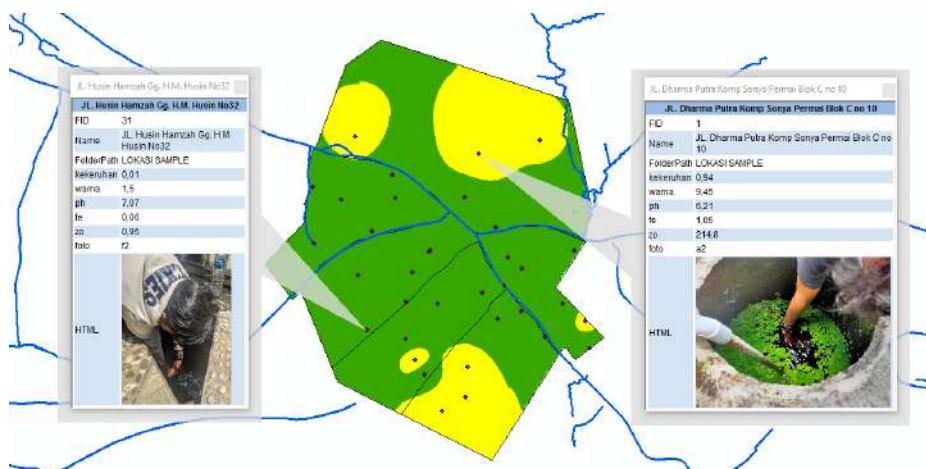 JL. Husin Hamzah Gg. H.M. Husin No32
JL. Husin Hamzah Gg. H.M. Husin No32
FID 31
Name JL. Husin Hamzah Gg. H.M.
Husin No32
FolderPath LOKASI SAMPLE
kekeruhan 0,01
warna 1,5
ph 7,07
fe 0,06
zo 0,95
foto f2
HTML
JL. Dharma Putra Komp Sonya Permai Blok C no 10
JL. Dharma Putra Komp Sonya Permai Blok C no 10
FID 1
Name JL. Dharma Putra Komp Sonya Permai Blok C no
10
FolderPath LOKASI SAMPLE
kekeruhan 0,94
warna 9,45
ph 6,21
fe 1,05
zo 214.8
foto a2
HTML